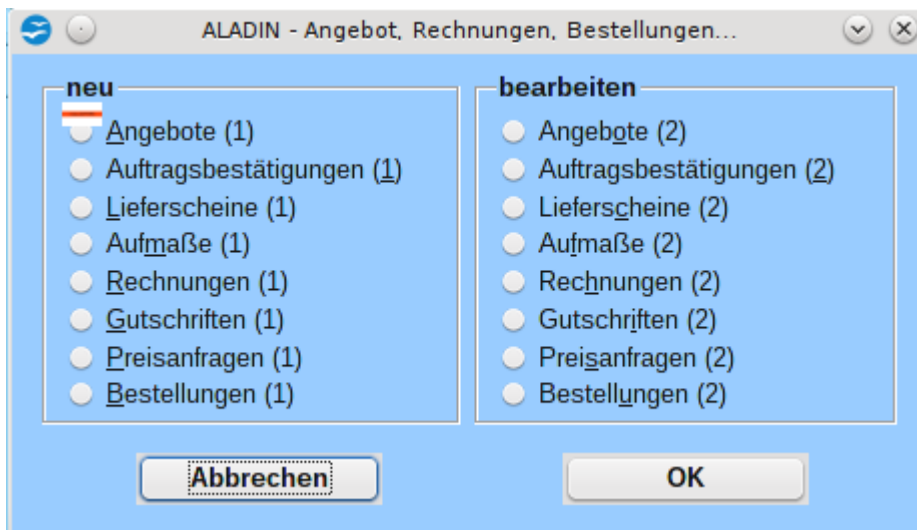 ALADIN - Angebot, Rechnungen, Bestellungen...
neu
Angebote (1)
Auftragsbestätigungen (1)
Lieferscheine (1)
Aufmaße (1)
Rechnungen (1)
Gutschriften (1)
Preisanfragen (1)
Bestellungen (1)
bearbeiten
Angebote (2)
Auftragsbestätigungen (2)
Lieferscheine (2)
Aufmaße (2)
Rechnungen (2)
Gutschriften (2)
Preisanfragen (2)
Bestellungen (2)
Abbrechen
OK